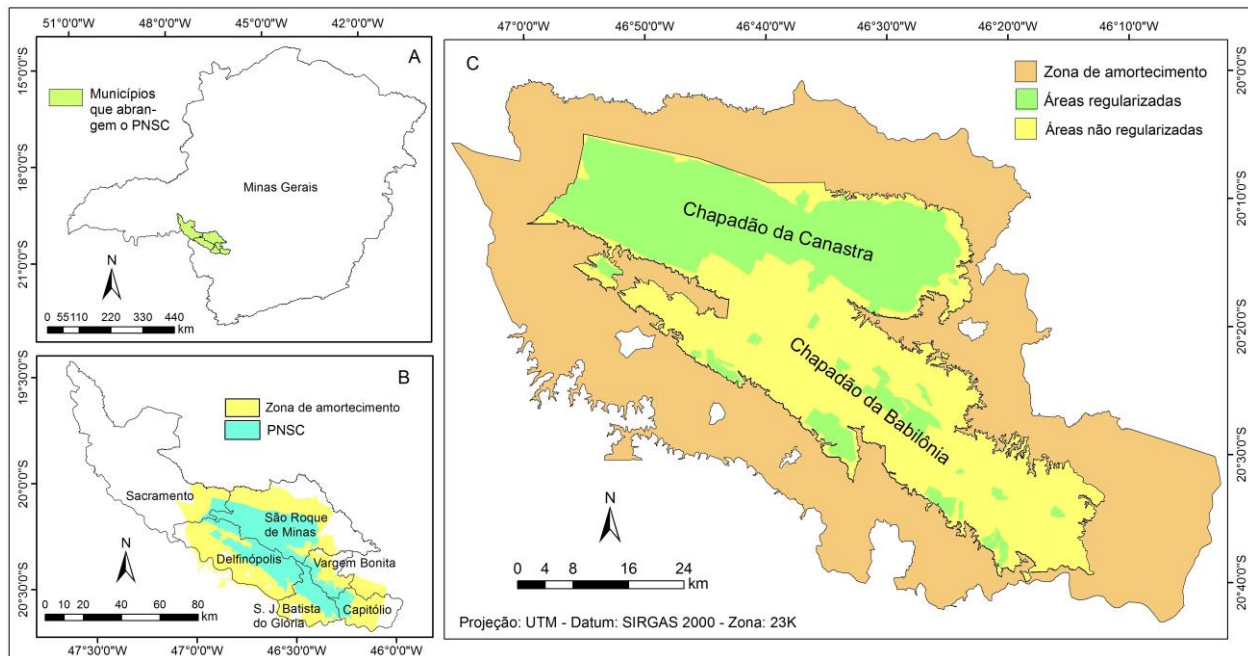 51°0'0"W 48°0'0"W 45°0'0"W 42°0'0"W
A
15°0'0"S
18°0'0"S
21°0'0"S
Municípios
que abran-
gem o PNSC
Minas Gerais
N
0 55110 220 330 440
km
B
19°30'0"S
20°0'0"S
20°30'0"S
Zona de amortecimento
PNSC
Sacramento
São Roque
de Minas
Delfinópolis
Vargem Bonita
S. J. Batista
do Glória
Capitólio
N
0 10 20 40 60 80
km
47°30'0"W 47°0'0"W 46°30'0"W 46°0'0"W
47°0'0"W 46°50'0"W 46°40'0"W 46°30'0"W 46°20'0"W 46°10'0"W
C
Zona de amortecimento
Áreas regularizadas
Áreas não regularizadas
20°0'0"S
20°10'0"S
20°20'0"S
20°30'0"S
20°40'0"S
Chapadão da Canastra
Chapadão da Babilônia
N
0 4 8 16 24
km
Projeção: UTM - Datum: SIRGAS 2000 - Zona: 23K